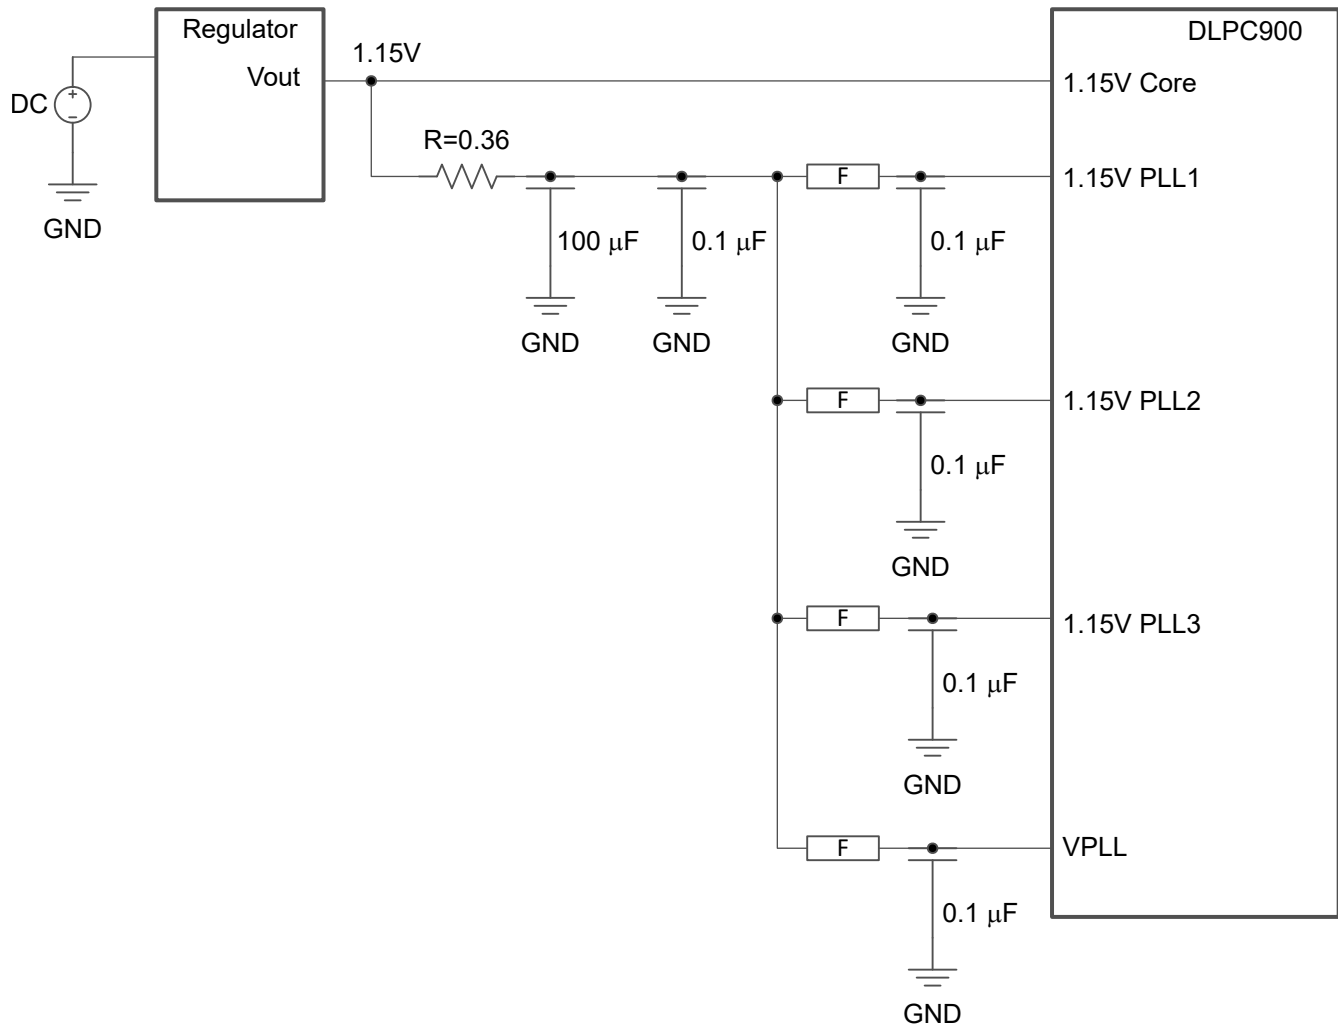 Regulator
DLPC900
1.15V
Vout
1.15V Core
DC
R=0.36
F
1.15V PLL1
GND
100 μF
0.1 μF
0.1 μF
GND
GND
GND
F
1.15V PLL2
0.1 μF
GND
F
1.15V PLL3
0.1 μF
GND
F
VPLL
0.1 μF
GND